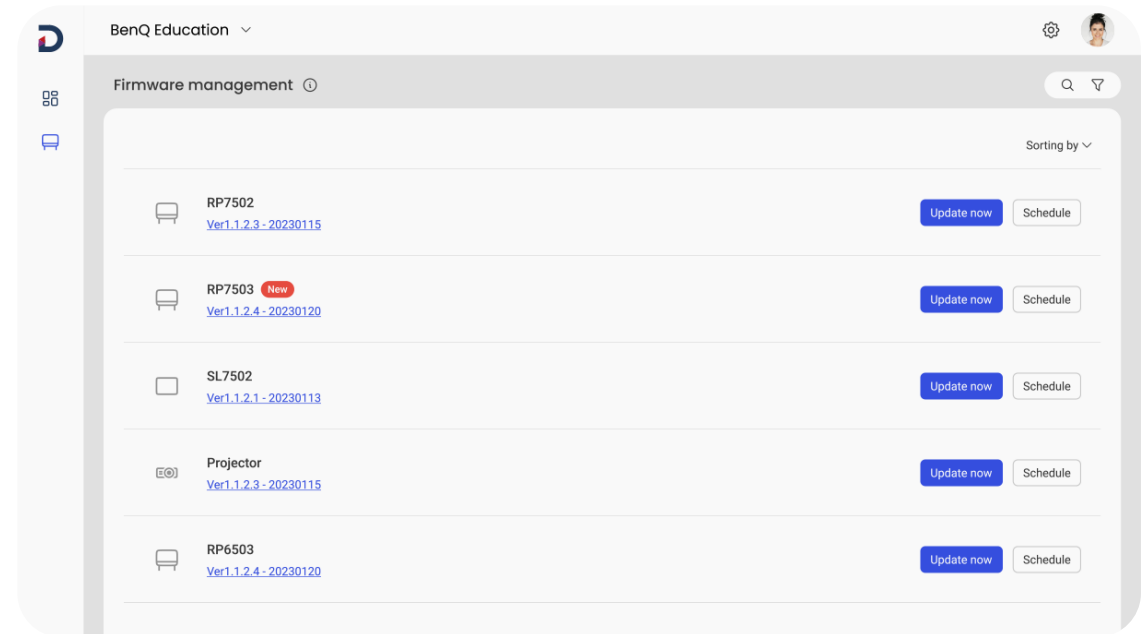 BenQ Education
Firmware management
Sorting by
RP7502
Ver1.1.2.3 - 20230115
Update now
Schedule
RP7503 New
Ver1.1.2.4 - 20230120
Update now
Schedule
SL7502
Ver1.1.2.1 - 20230113
Update now
Schedule
Projector
Ver1.1.2.3 - 20230115
Update now
Schedule
RP6503
Ver1.1.2.4 - 20230120
Update now
Schedule